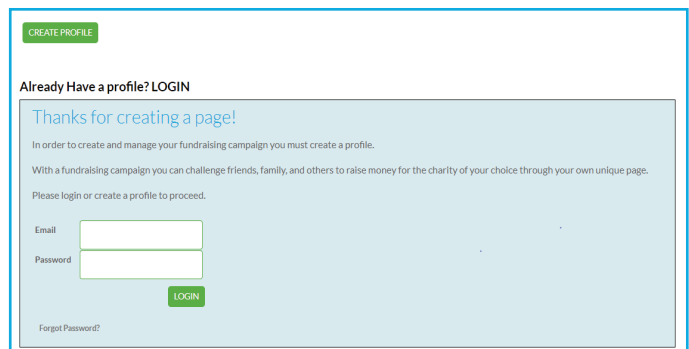 CREATE PROFILE
Already Have a profile? LOGIN
Thanks for creating a page!
In order to create and manage your fundraising campaign you must create a profile.
With a fundraising campaign you can challenge friends, family, and others to raise money for the charity of your choice through your own unique page.
Please login or create a profile to proceed.
Email
Password
LOGIN
Forgot Password?